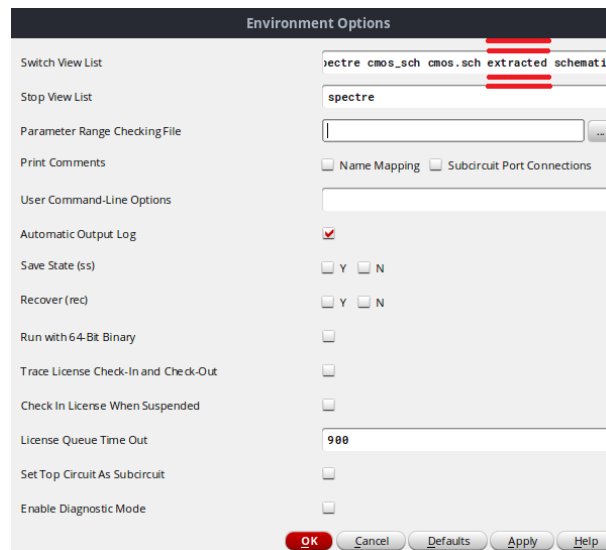 Environment Options
Switch View List
ectre cmos_sch cmos.sch extracted schemati
Stop View List
spectre
Parameter Range Checking File
...
Print Comments
Name Mapping Subcircuit Port Connections
User Command-Line Options
Automatic Output Log
Save State (ss)
Y N
Recover (rec)
Y N
Run with 64-Bit Binary
Trace License Check-In and Check-Out
Check In License When Suspended
License Queue Time Out
900
Set Top Circuit As Subcircuit
Enable Diagnostic Mode
OK Cancel Defaults Apply Help